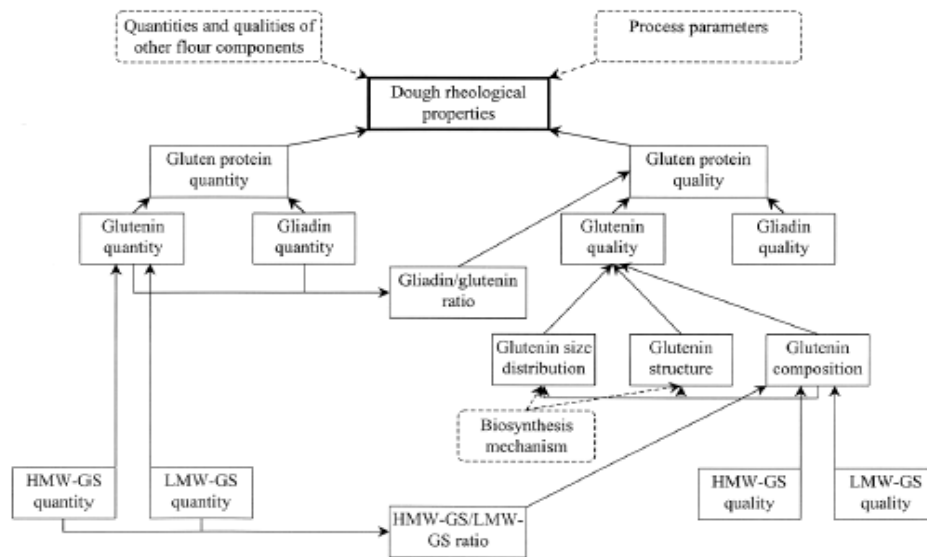 Quantities and qualities of
other flour components
Process parameters
Dough rheological
properties
Gluten protein
quantity
Gluten protein
quality
Glutenin
quantity
Gliadin
quantity
Glutenin
quality
Gliadin
quality
Gliadin/glutenin
ratio
Glutenin size
distribution
Glutenin
structure
Glutenin
composition
Biosynthesis
mechanism
HMW-GS
quantity
LMW-GS
quantity
HMW-GS/LMW-
GS ratio
HMW-GS
quality
LMW-GS
quality